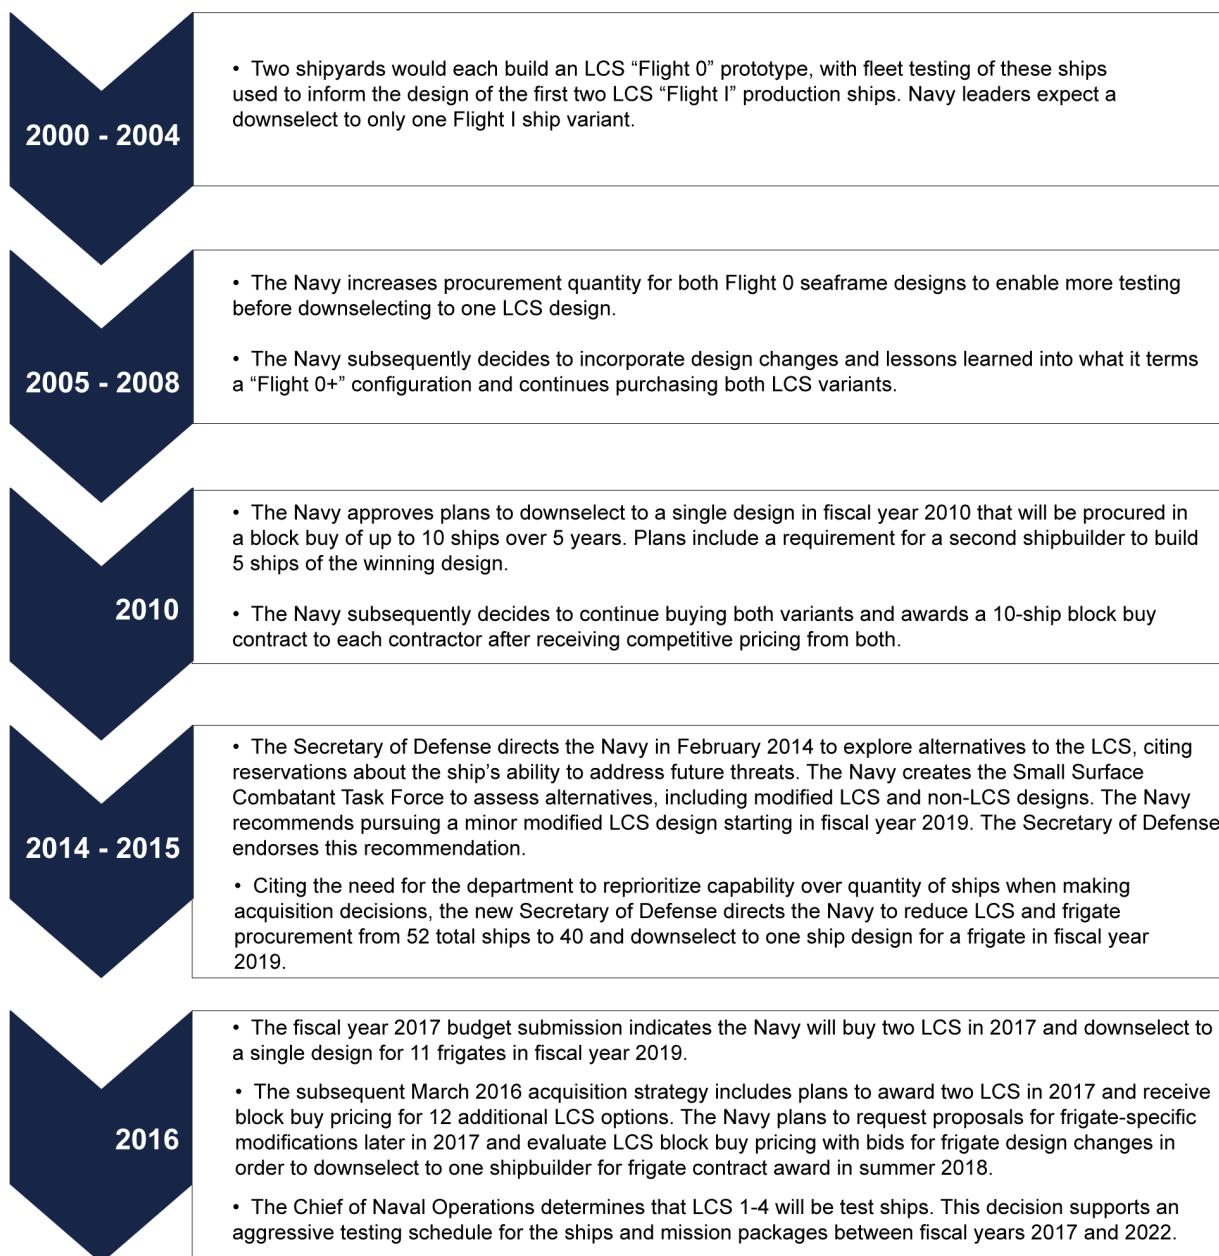 2000 - 2004
• Two shipyards would each build an LCS “Flight 0” prototype, with fleet testing of these ships
used to inform the design of the first two LCS “Flight I” production ships. Navy leaders expect a
downselect to only one Flight I ship variant.
2005 - 2008
• The Navy increases procurement quantity for both Flight 0 seaframe designs to enable more testing
before downselecting to one LCS design.
• The Navy subsequently decides to incorporate design changes and lessons learned into what it terms
a “Flight 0+” configuration and continues purchasing both LCS variants.
2010
• The Navy approves plans to downselect to a single design in fiscal year 2010 that will be procured in
a block buy of up to 10 ships over 5 years. Plans include a requirement for a second shipbuilder to build
5 ships of the winning design.
• The Navy subsequently decides to continue buying both variants and awards a 10-ship block buy
contract to each contractor after receiving competitive pricing from both.
2014 - 2015
• The Secretary of Defense directs the Navy in February 2014 to explore alternatives to the LCS, citing
reservations about the ship’s ability to address future threats. The Navy creates the Small Surface
Combatant Task Force to assess alternatives, including modified LCS and non-LCS designs. The Navy
recommends pursuing a minor modified LCS design starting in fiscal year 2019. The Secretary of Defense
endorses this recommendation.
• Citing the need for the department to reprioritize capability over quantity of ships when making
acquisition decisions, the new Secretary of Defense directs the Navy to reduce LCS and frigate
procurement from 52 total ships to 40 and downselect to one ship design for a frigate in fiscal year
2019.
2016
• The fiscal year 2017 budget submission indicates the Navy will buy two LCS in 2017 and downselect to
a single design for 11 frigates in fiscal year 2019.
• The subsequent March 2016 acquisition strategy includes plans to award two LCS in 2017 and receive
block buy pricing for 12 additional LCS options. The Navy plans to request proposals for frigate-specific
modifications later in 2017 and evaluate LCS block buy pricing with bids for frigate design changes in
order to downselect to one shipbuilder for frigate contract award in summer 2018.
• The Chief of Naval Operations determines that LCS 1-4 will be test ships. This decision supports an
aggressive testing schedule for the ships and mission packages between fiscal years 2017 and 2022.